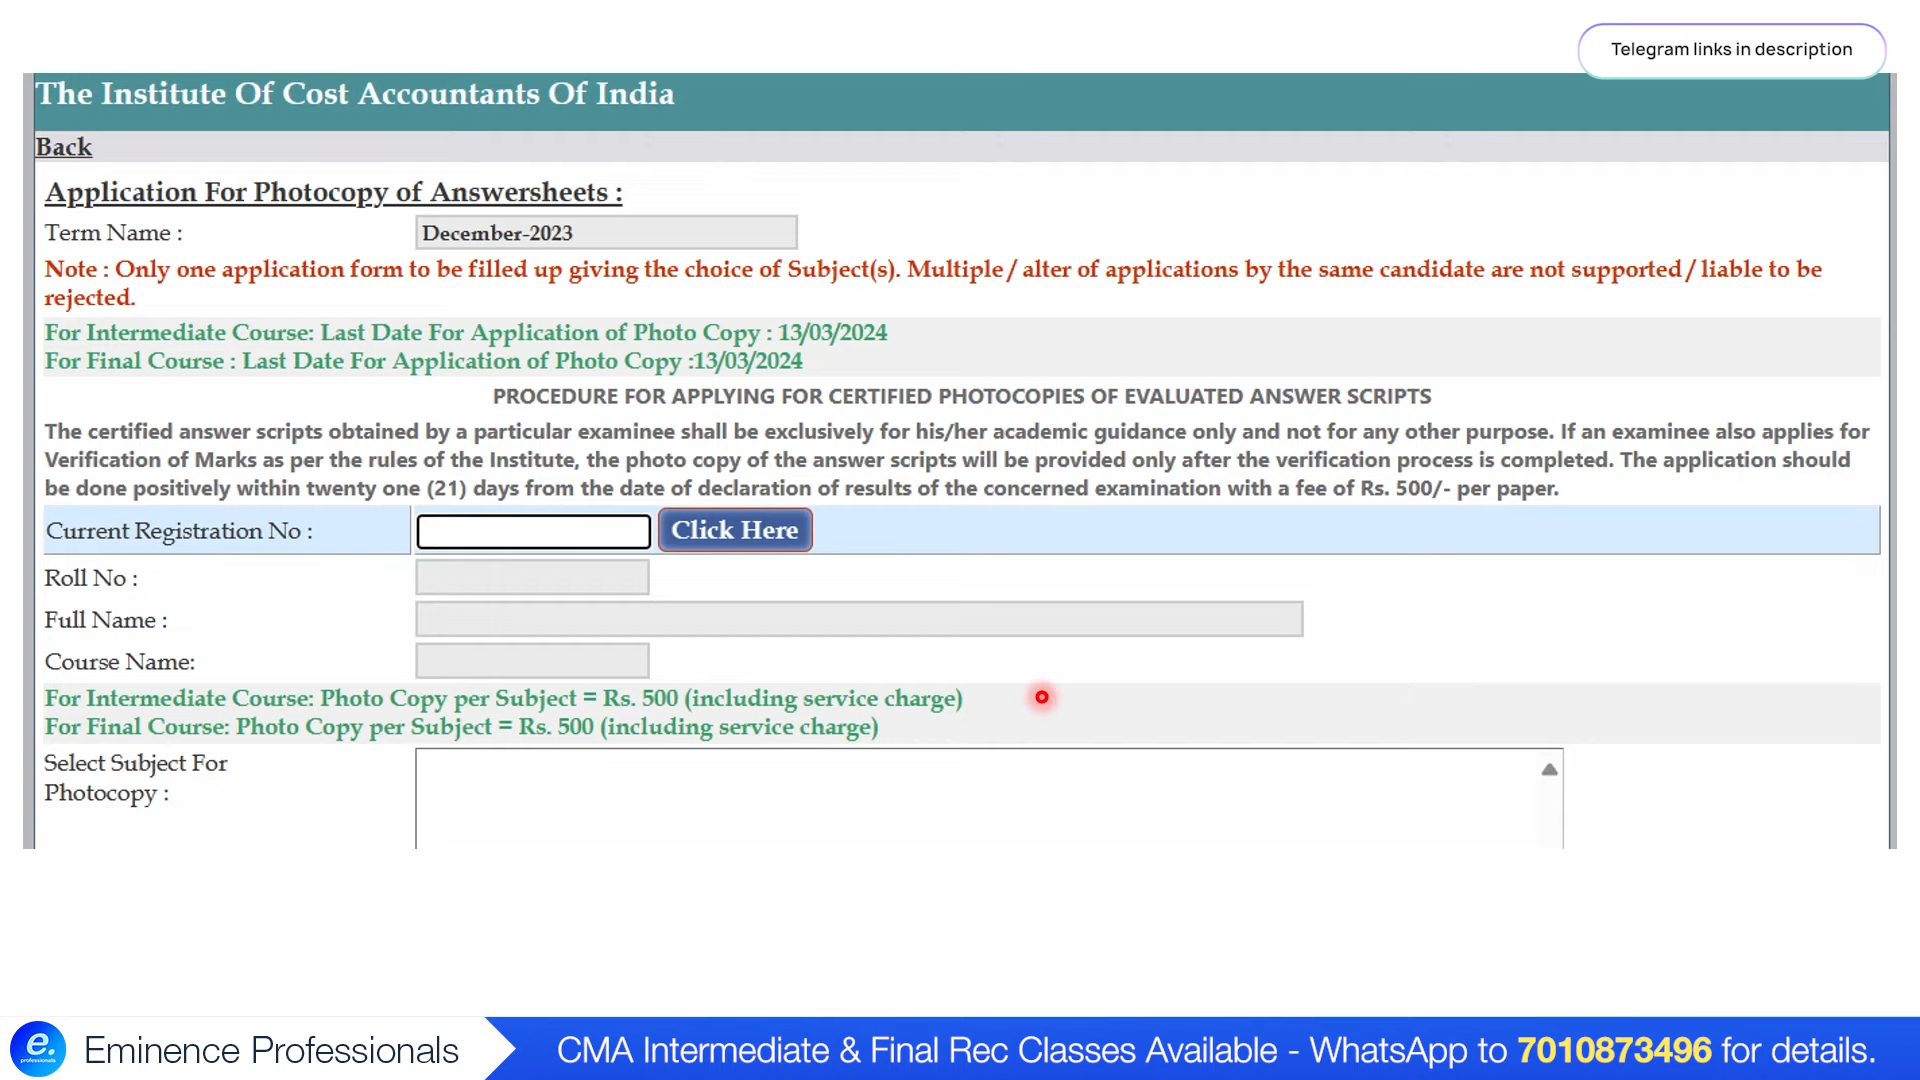 Telegram links in description
The Institute Of Cost Accountants Of India
Back
Application For Photocopy of Answersheets :
Term Name : December-2023
Note : Only one application form to be filled up giving the choice of Subject(s). Multiple / alter of applications by the same candidate are not supported / liable to be
rejected.
For Intermediate Course: Last Date For Application of Photo Copy : 13/03/2024
For Final Course : Last Date For Application of Photo Copy :13/03/2024
PROCEDURE FOR APPLYING FOR CERTIFIED PHOTOCOPIES OF EVALUATED ANSWER SCRIPTS
The certified answer scripts obtained by a particular examinee shall be exclusively for his/her academic guidance only and not for any other purpose. If an examinee also applies for
Verification of Marks as per the rules of the Institute, the photo copy of the answer scripts will be provided only after the verification process is completed. The application should
be done positively within twenty one (21) days from the date of declaration of results of the concerned examination with a fee of Rs. 500/- per paper.
Current Registration No : Click Here
Roll No :
Full Name :
Course Name:
For Intermediate Course: Photo Copy per Subject = Rs. 500 (including service charge)
For Final Course: Photo Copy per Subject = Rs. 500 (including service charge)
Select Subject For
Photocopy :
e.
professionals
Eminence Professionals
CMA Intermediate & Final Rec Classes Available - WhatsApp to 7010873496 for details.